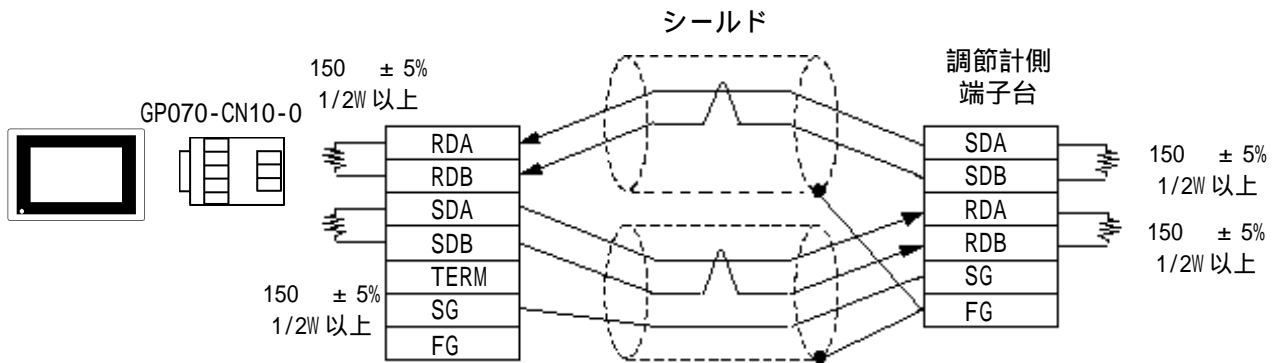 シールド
150 ± 5%
1/2W 以上
GP070-CN10-0
RDA
RDB
SDA
SDB
TERM
SG
FG
150 ± 5%
1/2W 以上
調節計側
端子台
SDA
SDB
RDA
RDB
SG
FG
150 ± 5%
1/2W 以上
150 ± 5%
1/2W 以上